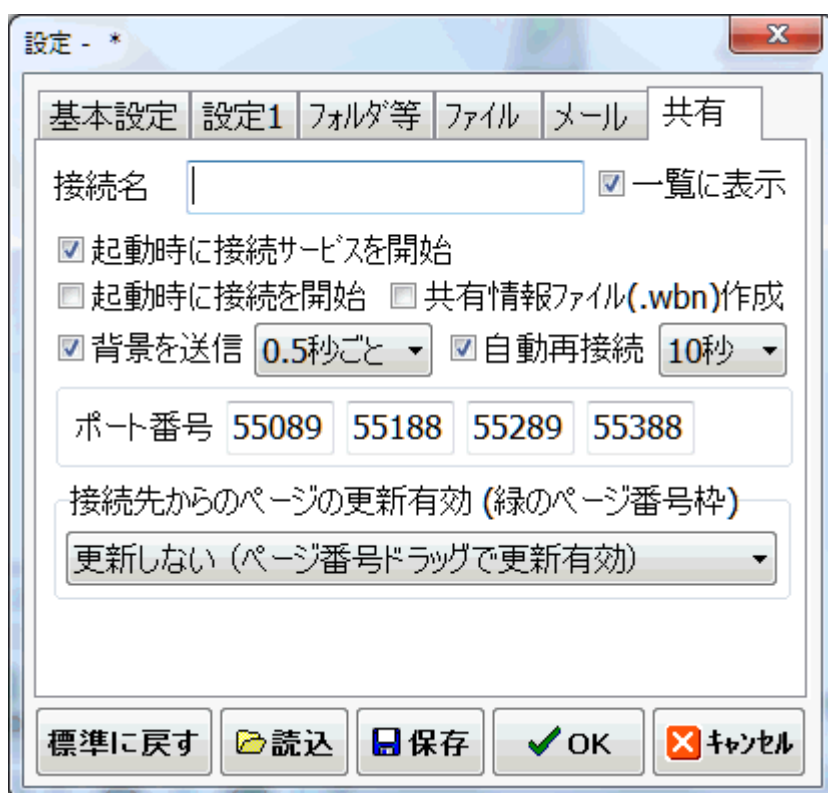 設定 - *
基本設定 設定1 フォルダ等 ファイル メール 共有
接続名 一覧に表示
起動時に接続サービスを開始
起動時に接続を開始 共有情報ファイル(.wbn)作成
背景を送信 0.5秒ごと 自動再接続 10秒
ポート番号 55089 55188 55289 55388
接続先からのページの更新有効 (緑のページ番号枠)
更新しない (ページ番号ドラッグで更新有効)
標準に戻す 読込 保存 OK キャンセル